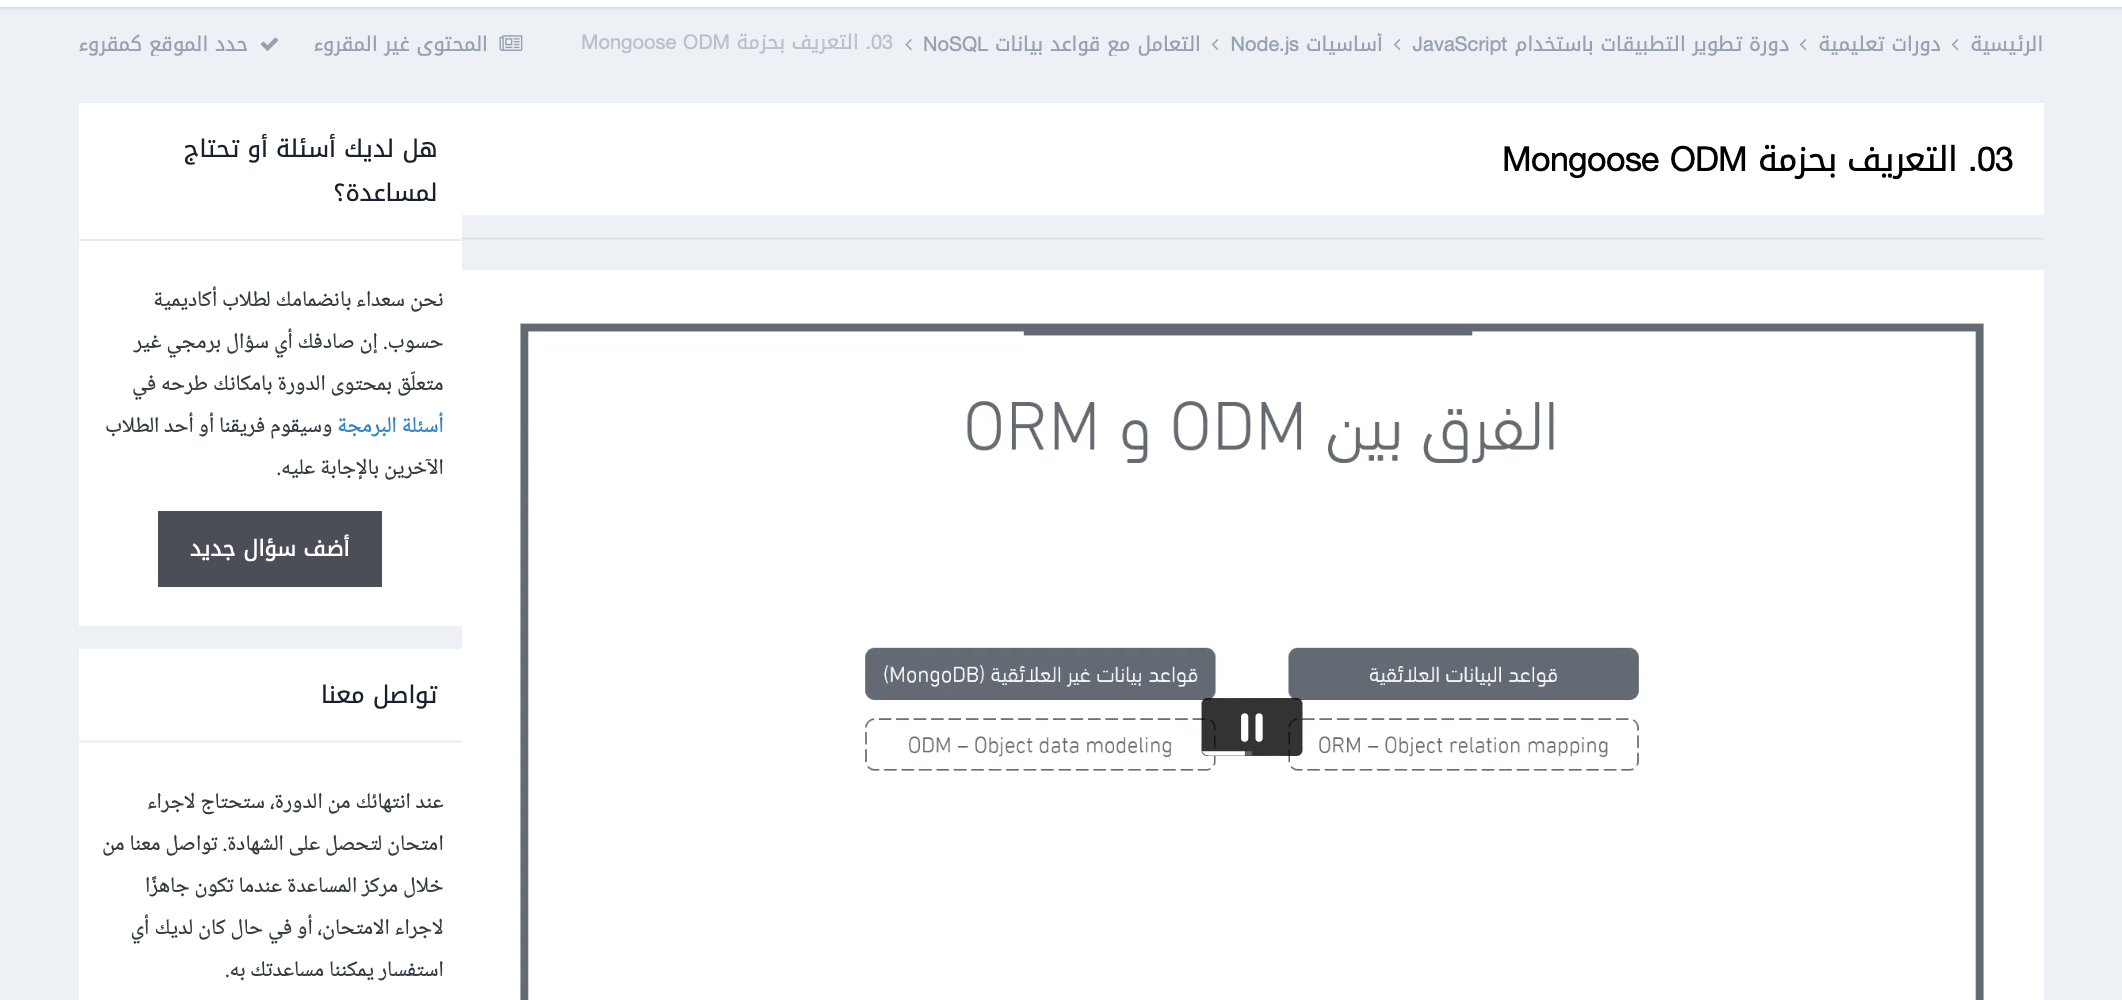 الرئيسية › دورات تعليمية › دورة تطوير التطبيقات باستخدام JavaScript › أساسيات Node.js › التعامل مع قواعد بيانات NoSQL › 03. التعريف بحزمة Mongoose ODM
المحتوى غير المقروء
حدد الموقع كمقروء
03. التعريف بحزمة Mongoose ODM
الفرق بين ODM و ORM
قواعد البيانات العلائقية
قواعد بيانات غير العلائقية (MongoDB)
ORM – Object relation mapping
ODM – Object data modeling
هل لديك أسئلة أو تحتاج
لمساعدة؟
نحن سعداء بانضمامك لطلاب أكاديمية
حسوب. إن صادفك أي سؤال برمجي غير
متعلّق بمحتوى الدورة بامكانك طرحه في
أسئلة البرمجة وسيقوم فريقنا أو أحد الطلاب
الآخرين بالإجابة عليه.
أضف سؤال جديد
تواصل معنا
عند انتهائك من الدورة، ستحتاج لاجراء
امتحان لتحصل على الشهادة. تواصل معنا من
خلال مركز المساعدة عندما تكون جاهزًا
لاجراء الامتحان، أو في حال كان لديك أي
استفسار يمكننا مساعدتك به.